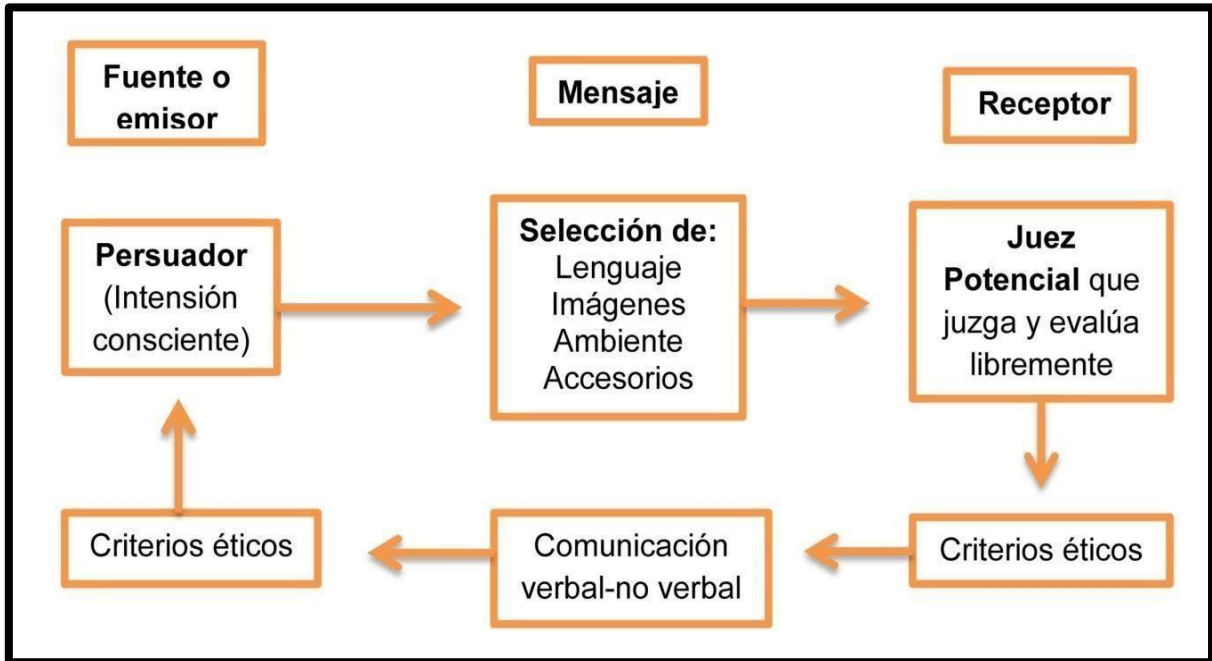 Fuente o
emisor
Mensaje
Receptor
Persuador
(Intensión
consciente)
Selección de:
Lenguaje
Imágenes
Ambiente
Accesorios
Juez
Potencial que
juzga y evalúa
libremente
Criterios éticos
Comunicación
verbal-no verbal
Criterios éticos